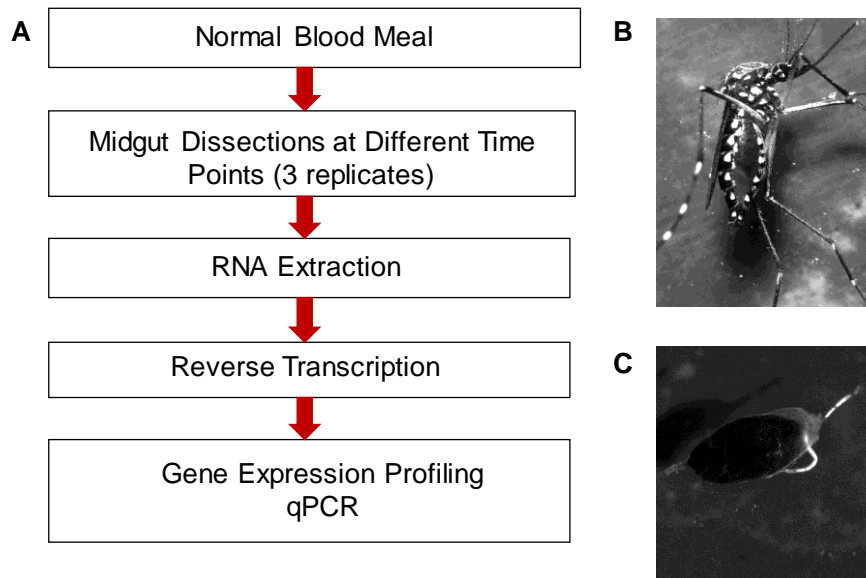 A
Normal Blood Meal
Midgut Dissections at Different Time
Points (3 replicates)
RNA Extraction
Reverse Transcription
Gene Expression Profiling
qPCR
B
C